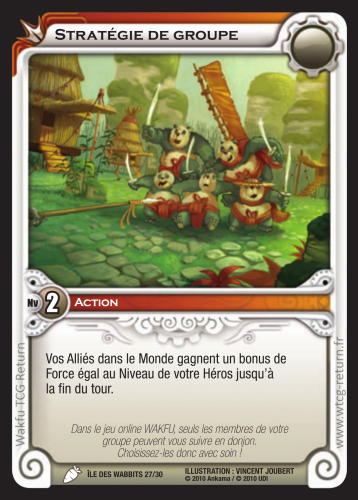 Stratégie de groupe
Nv 2 Action
Vos Alliés dans le Monde gagnent un bonus de
Force égal au Niveau de votre Héros jusqu'à
la fin du tour.
Dans le jeu online WAKFU, seuls les membres de votre
groupe peuvent vous suivre en donjon.
Choisissez-les donc avec soin !
ÎLE DES WABBITS 27/30
ILLUSTRATION : VINCENT JOUBERT
© 2010 Ankama / © 2010 UDI
Wakfu TCG Return
www.wtcg-return.fr